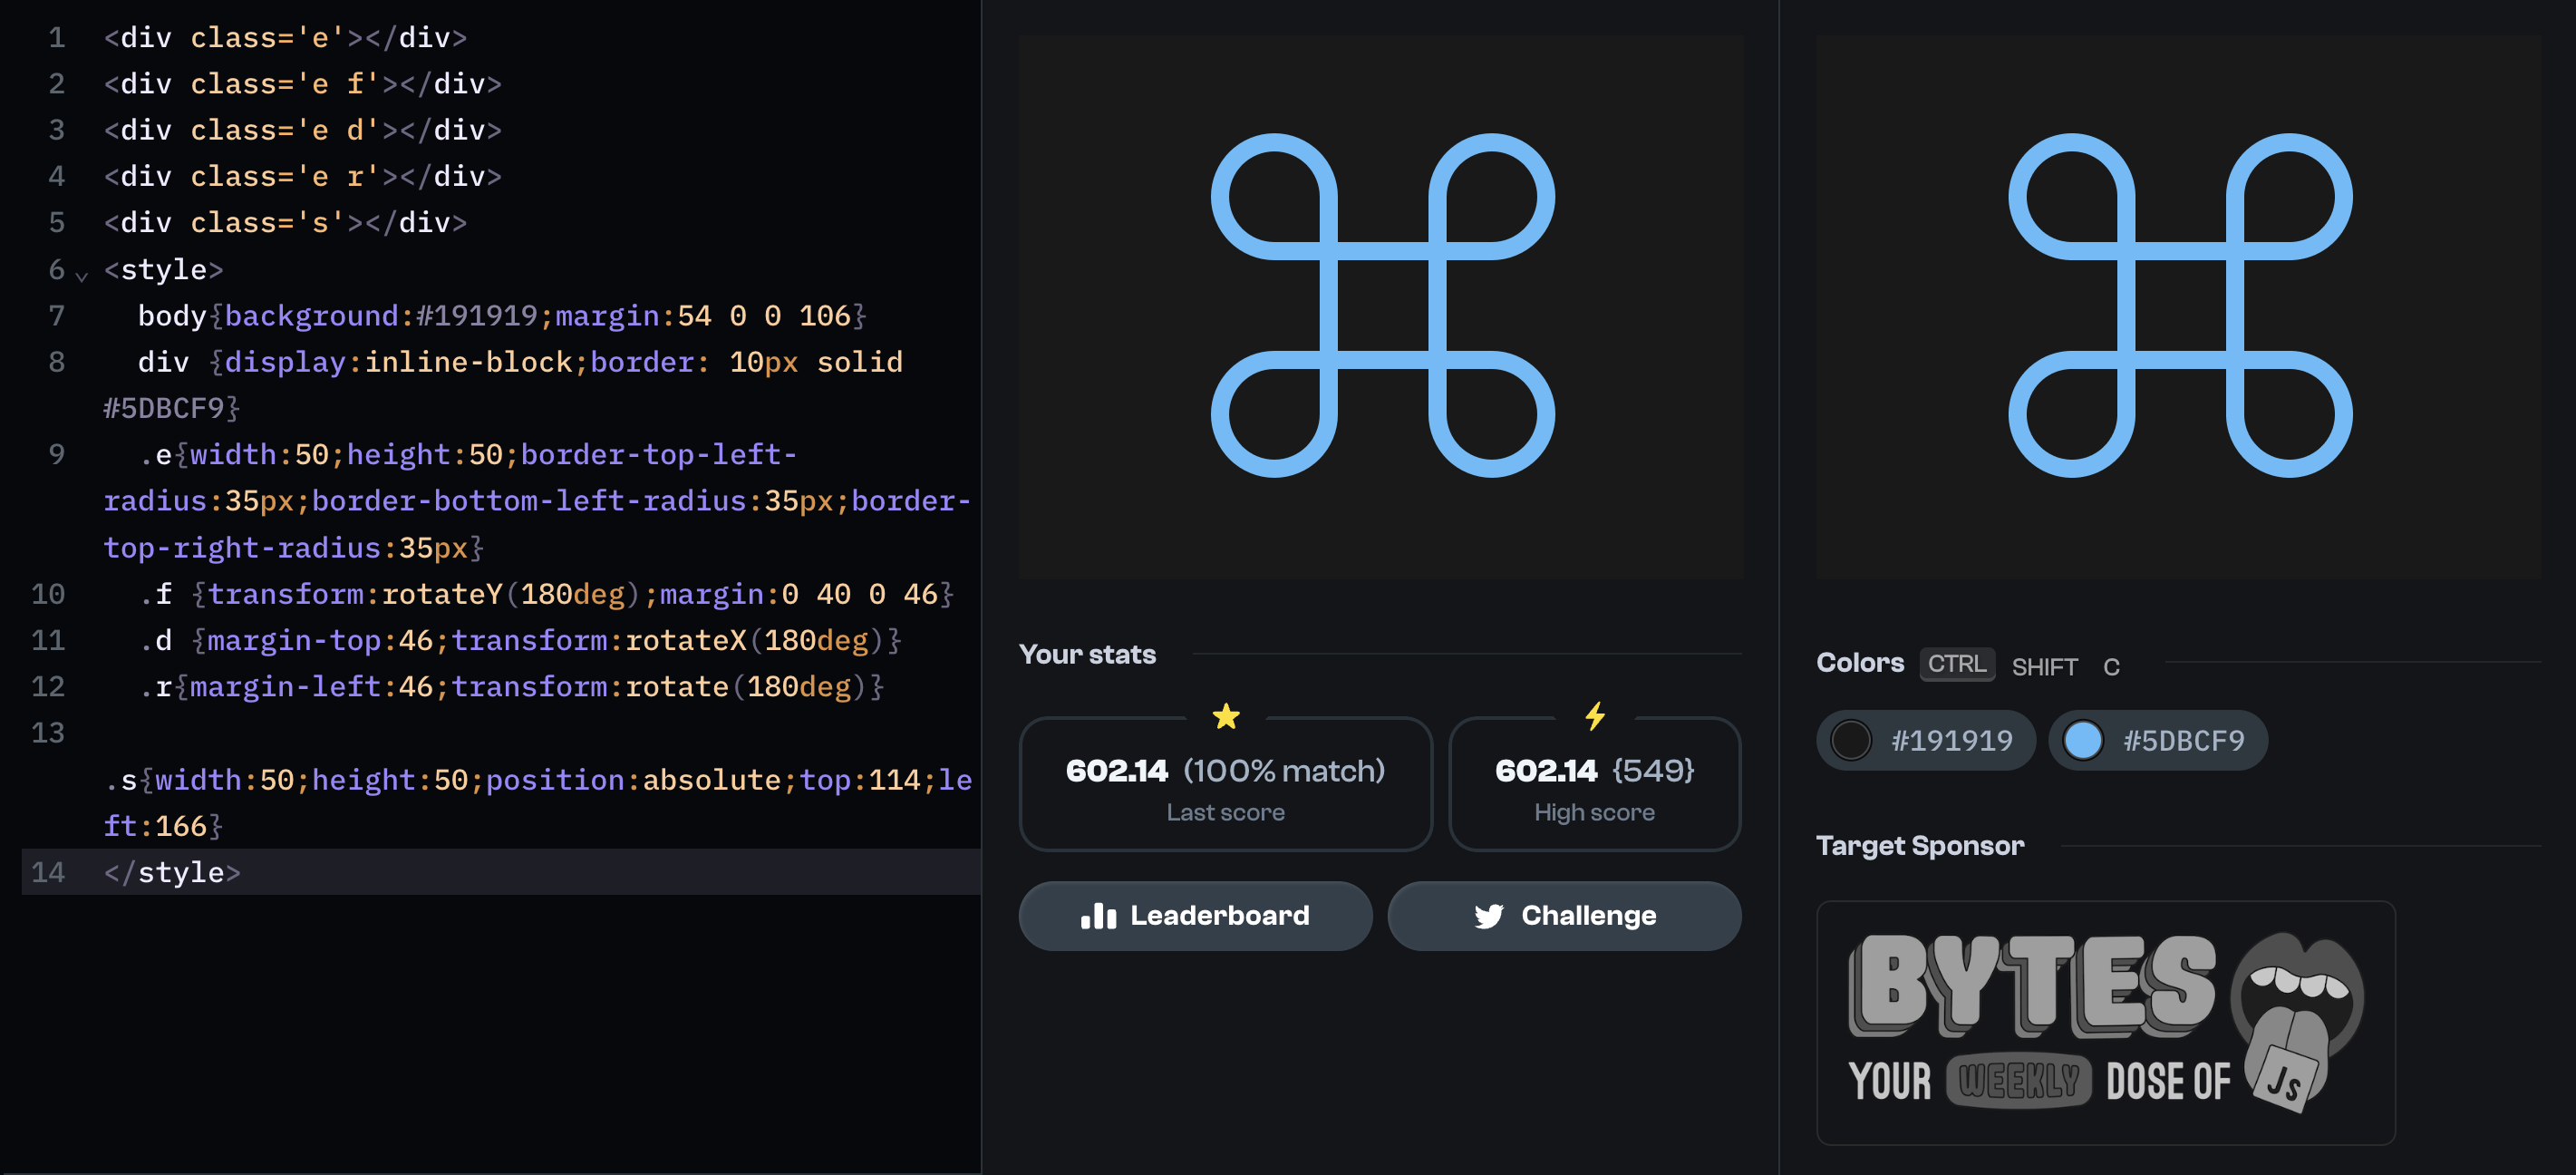 1 <div class='e'></div>
2 <div class='e f'></div>
3 <div class='e d'></div>
4 <div class='e r'></div>
5 <div class='s'></div>
6 <style>
7 body{background:#191919;margin:54 0 0 106}
8 div {display:inline-block;border: 10px solid
#5DBCF9}
9 .e{width:50;height:50;border-top-left-
radius:35px;border-bottom-left-radius:35px;border-
top-right-radius:35px}
10 .f {transform:rotateY(180deg);margin:0 40 0 46}
11 .d {margin-top:46;transform:rotateX(180deg)}
12 .r{margin-left:46;transform:rotate(180deg)}
13
.s{width:50;height:50;position:absolute;top:114;le
ft:166}
14 </style>
Your stats
602.14 (100% match)
Last score
602.14 {549}
High score
Leaderboard
Challenge
Colors CTRL SHIFT C
#191919 #5DBCF9
Target Sponsor
BYTES
YOUR WEEKLY DOSE OF
JS